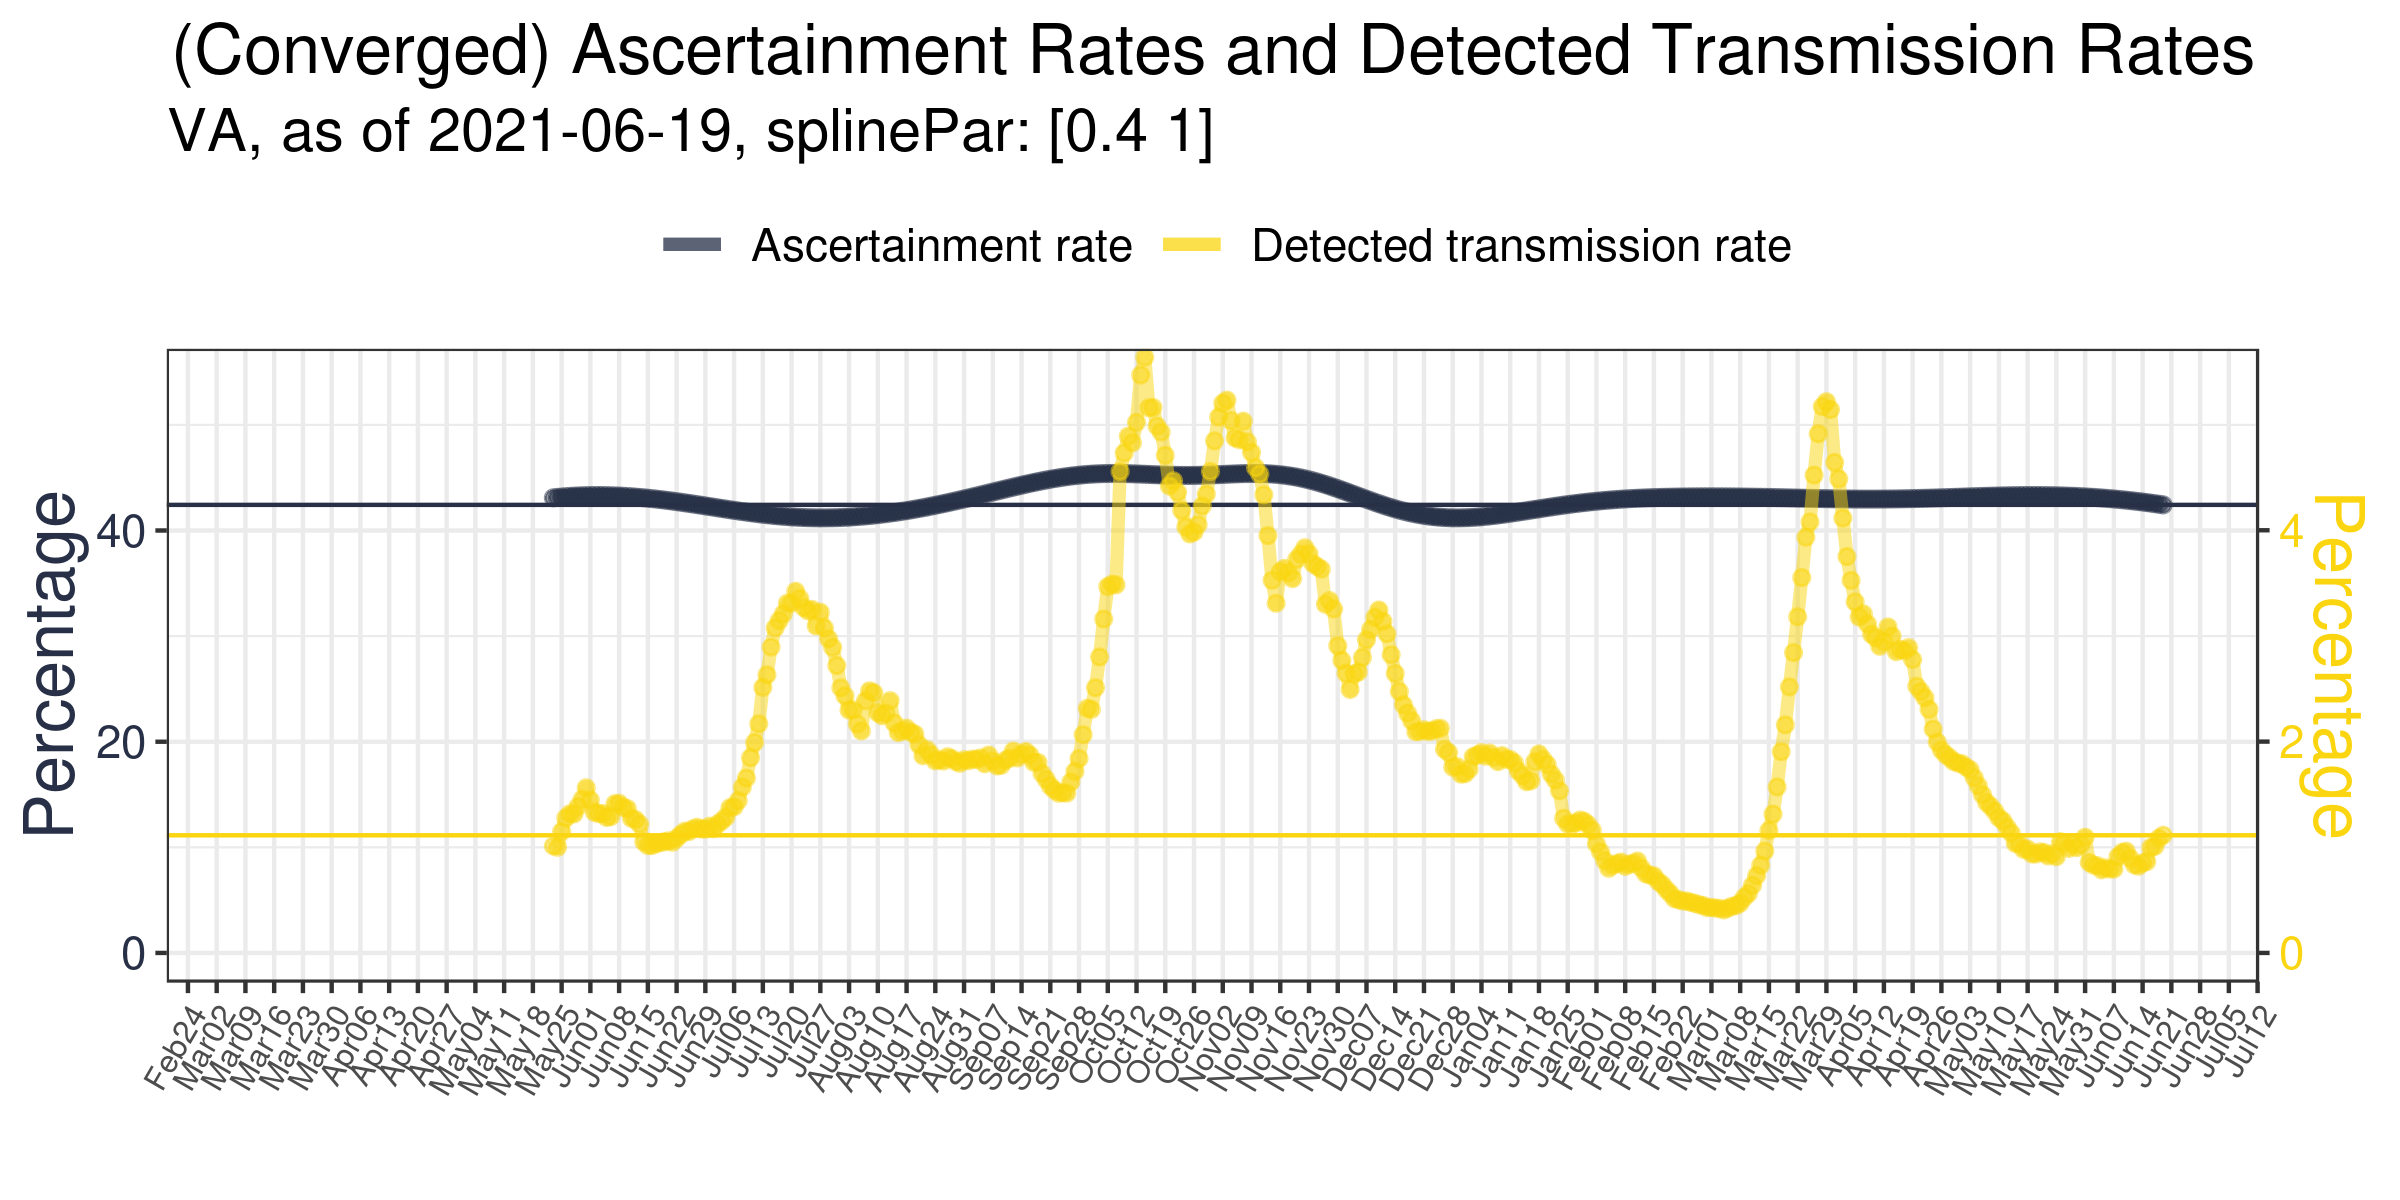 (Converged) Ascertainment Rates and Detected Transmission Rates
VA, as of 2021-06-19, splinePar: [0.4 1]
Ascertainment rate
Detected transmission rate
Percentage
40
20
0
Percentage
4
2
0
Feb24
Mar02
Mar09
Mar16
Mar23
Mar30
Apr06
Apr13
Apr20
Apr27
May04
May11
May18
May25
Jun01
Jun08
Jun15
Jun22
Jun29
Jul06
Jul13
Jul20
Jul27
Aug03
Aug10
Aug17
Aug24
Aug31
Sep07
Sep14
Sep21
Sep28
Oct05
Oct12
Oct19
Oct26
Nov02
Nov09
Nov16
Nov23
Nov30
Dec07
Dec14
Dec21
Dec28
Jan04
Jan11
Jan18
Jan25
Feb01
Feb08
Feb15
Feb22
Mar01
Mar08
Mar15
Mar22
Mar29
Apr05
Apr12
Apr19
Apr26
May03
May10
May17
May24
May31
Jun07
Jun14
Jun21
Jun28
Jul05
Jul12